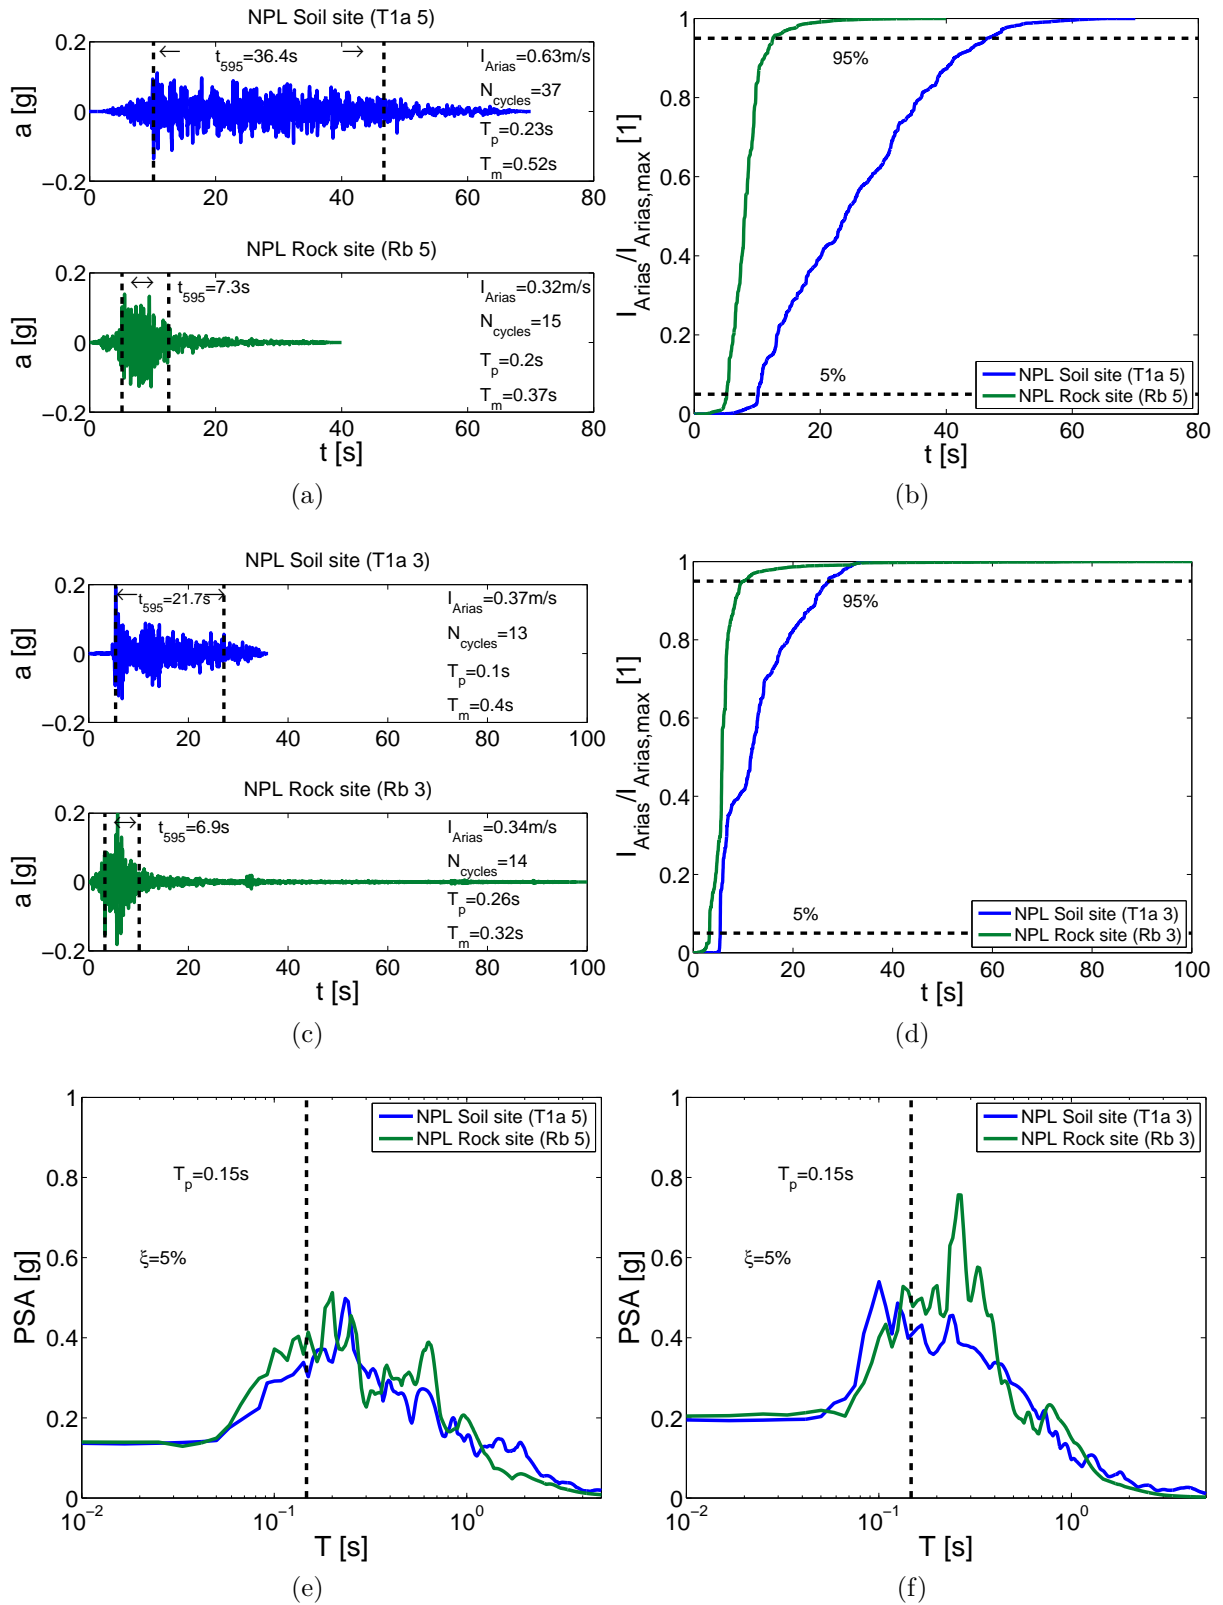 NPL Soil site (T1a 5)
0.2
0
−0.2
a [g]
t595=36.4s
IArias=0.63m/s
Ncycles=37
Tp=0.23s
Tm=0.52s
0 20 40 60 80
NPL Rock site (Rb 5)
0.2
0
−0.2
a [g]
t595=7.3s
IArias=0.32m/s
Ncycles=15
Tp=0.2s
Tm=0.37s
0 20 40 60 80
t [s]
(a)
1
0.8
0.6
0.4
0.2
0
IArias/IArias,max [1]
95%
5%
NPL Soil site (T1a 5)
NPL Rock site (Rb 5)
0 20 40 60 80
t [s]
(b)
NPL Soil site (T1a 3)
0.2
0
−0.2
a [g]
t595=21.7s
IArias=0.37m/s
Ncycles=13
Tp=0.1s
Tm=0.4s
0 20 40 60 80 100
NPL Rock site (Rb 3)
0.2
0
−0.2
a [g]
t595=6.9s
IArias=0.34m/s
Ncycles=14
Tp=0.26s
Tm=0.32s
0 20 40 60 80 100
t [s]
(c)
1
0.8
0.6
0.4
0.2
0
IArias/IArias,max [1]
95%
5%
NPL Soil site (T1a 3)
NPL Rock site (Rb 3)
0 20 40 60 80 100
t [s]
(d)
1
0.8
0.6
0.4
0.2
0
PSA [g]
NPL Soil site (T1a 5)
NPL Rock site (Rb 5)
Tp=0.15s
ξ=5%
10−2 10−1 100
T [s]
(e)
1
0.8
0.6
0.4
0.2
0
PSA [g]
NPL Soil site (T1a 3)
NPL Rock site (Rb 3)
Tp=0.15s
ξ=5%
10−2 10−1 100
T [s]
(f)